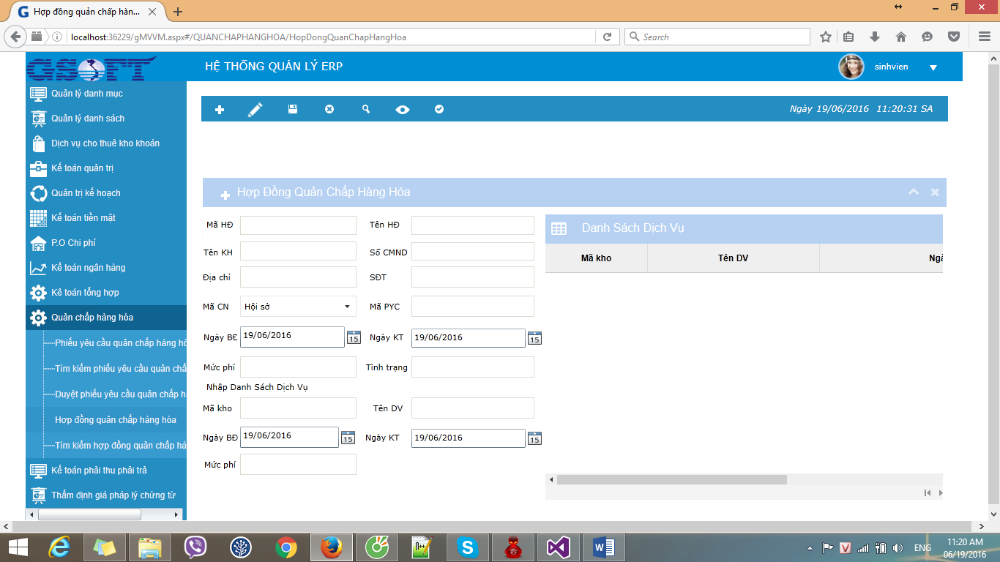 Hợp đồng quản chấp hàn...
localhost:36229/gMVVM.aspx#/QUANCHAPHANGHOA/HopDongQuanChapHangHoa
Search
GSOFT
HỆ THỐNG QUẢN LÝ ERP
sinhvien
Quản lý danh mục
Quản lý danh sách
Dịch vụ cho thuê kho khoán
Kế toán quản trị
Quản trị kế hoạch
Kế toán tiền mặt
P.O Chi phí
Kế toán ngân hàng
Kế toán tổng hợp
Quản chấp hàng hóa
Phiếu yêu cầu quản chấp hàng hó
Tìm kiếm phiếu yêu cầu quản chấ
Duyệt phiếu yêu cầu quản chấp h
Hợp đồng quản chấp hàng hóa
Tìm kiếm hợp đồng quản chấp hà
Kế toán phải thu phải trả
Thẩm định giá pháp lý chứng từ
Ngày 19/06/2016 11:20:31 SA
Hợp Đồng Quản Chấp Hàng Hóa
Mã HĐ
Tên HĐ
Tên KH
Số CMND
Địa chỉ
SĐT
Mã CN
Hội sở
Mã PYC
Ngày BĐ
19/06/2016
15
Ngày KT
19/06/2016
15
Mức phí
Tình trạng
Nhập Danh Sách Dịch Vụ
Mã kho
Tên DV
Ngày BĐ
19/06/2016
15
Ngày KT
19/06/2016
15
Mức phí
Danh Sách Dịch Vụ
Mã kho
Tên DV
Ngà
ENG
11:20 AM
06/19/2016